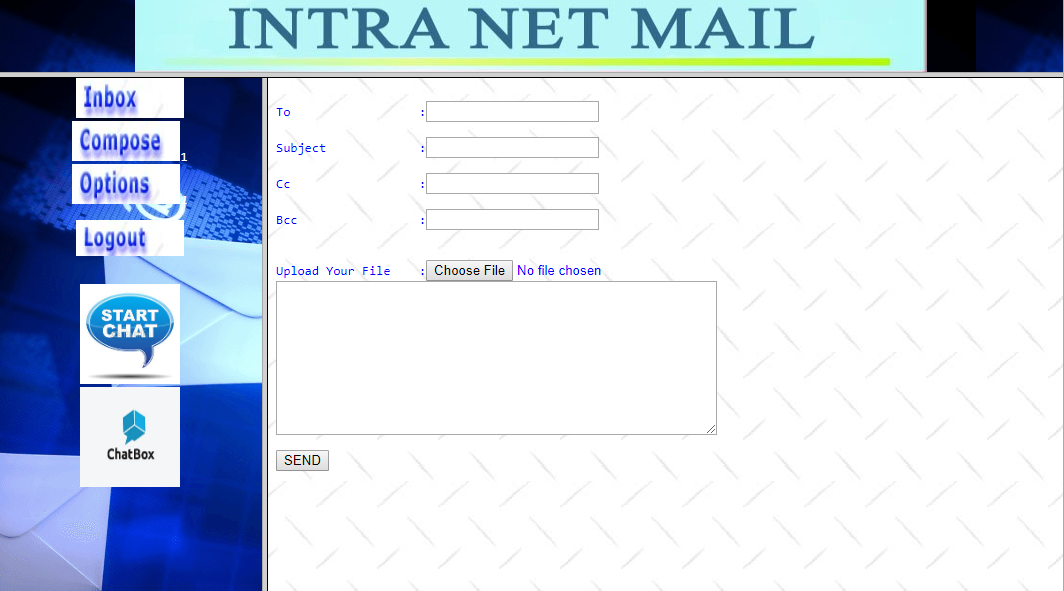 INTRA NET MAIL
Inbox
Compose
1
Options
Logout
START
CHAT
ChatBox
To :
Subject :
Cc :
Bcc :
Upload Your File : Choose File No file chosen
SEND